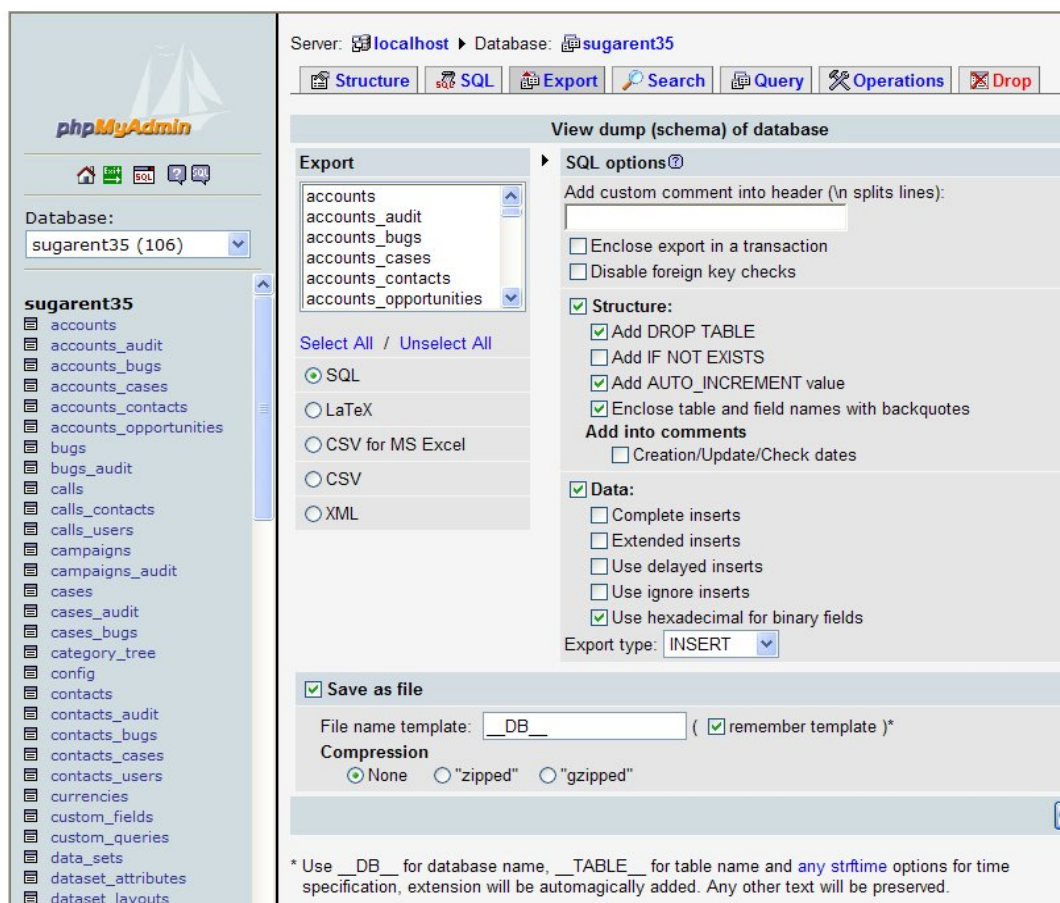 phpMyAdmin
Exit
SQL
SQL
Database:
sugarent35 (106)
sugarent35
accounts
accounts_audit
accounts_bugs
accounts_cases
accounts_contacts
accounts_opportunities
bugs
bugs_audit
calls
calls_contacts
calls_users
campaigns
campaigns_audit
cases
cases_audit
cases_bugs
category_tree
config
contacts
contacts_audit
contacts_bugs
contacts_cases
contacts_users
currencies
custom_fields
custom_queries
data_sets
dataset_attributes
dataset_layouts
Server: localhost Database: sugarent35
Structure SQL Export Search Query Operations Drop
View dump (schema) of database
Export
accounts
accounts_audit
accounts_bugs
accounts_cases
accounts_contacts
accounts_opportunities
Select All / Unselect All
SQL
LaTeX
CSV for MS Excel
CSV
XML
SQL options
Add custom comment into header (\n splits lines):
Enclose export in a transaction
Disable foreign key checks
Structure:
Add DROP TABLE
Add IF NOT EXISTS
Add AUTO_INCREMENT value
Enclose table and field names with backquotes
Add into comments
Creation/Update/Check dates
Data:
Complete inserts
Extended inserts
Use delayed inserts
Use ignore inserts
Use hexadecimal for binary fields
Export type: INSERT
Save as file
File name template: __DB__ ( remember template )*
Compression
None "zipped" "gzipped"
* Use __DB__ for database name, __TABLE__ for table name and any strftime options for time
specification, extension will be automagically added. Any other text will be preserved.